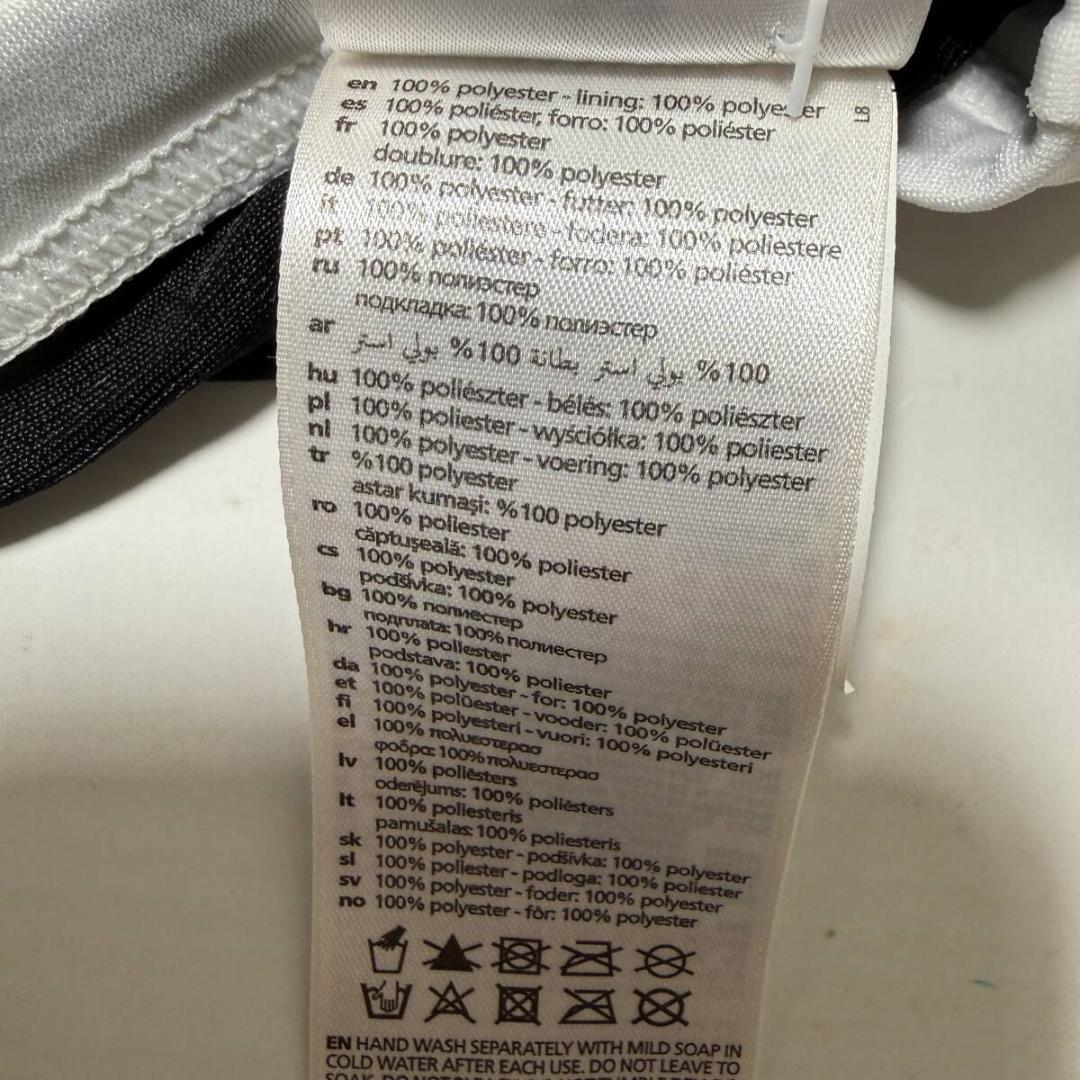 en 100% polyester - lining: 100% polyester
es 100% poliéster, forro: 100% poliéster
fr 100% polyester
doublure: 100% polyester
de 100% polyester - futter: 100% polyester
it 100% poliestere - fodera: 100% poliestere
pt 100% poliéster - forro: 100% poliéster
ru 100% полиэстер
подкладка: 100% полиэстер
ar %100 بولي استر بطانة 100% بولي استر
hu 100% poliészter - bélés: 100% poliészter
pl 100% poliester - wyściółka: 100% poliester
nl 100% polyester - voering: 100% polyester
tr %100 polyester
astar kumaşi: %100 polyester
ro 100% poliester
căptuşeală: 100% poliester
cs 100% polyester
podšívka: 100% polyester
bg 100% полиестер
подплата: 100% полиестер
hr 100% poliester
podstava: 100% poliester
da 100% polyester - for: 100% polyester
et 100% polüester - vooder: 100% polüester
fi 100% polyesteri - vuori: 100% polyesteri
el 100% πολυεστερασ
φοδρα: 100% πολυεστερασ
lv 100% poliësters
oderējums: 100% poliësters
lt 100% poliesteris
pamušalas: 100% poliesteris
sk 100% polyester - podšívka: 100% polyester
sl 100% poliester - podloga: 100% poliester
sv 100% polyester - foder: 100% polyester
no 100% polyester - fôr: 100% polyester
EN HAND WASH SEPARATELY WITH MILD SOAP IN
COLD WATER AFTER EACH USE. DO NOT LEAVE TO